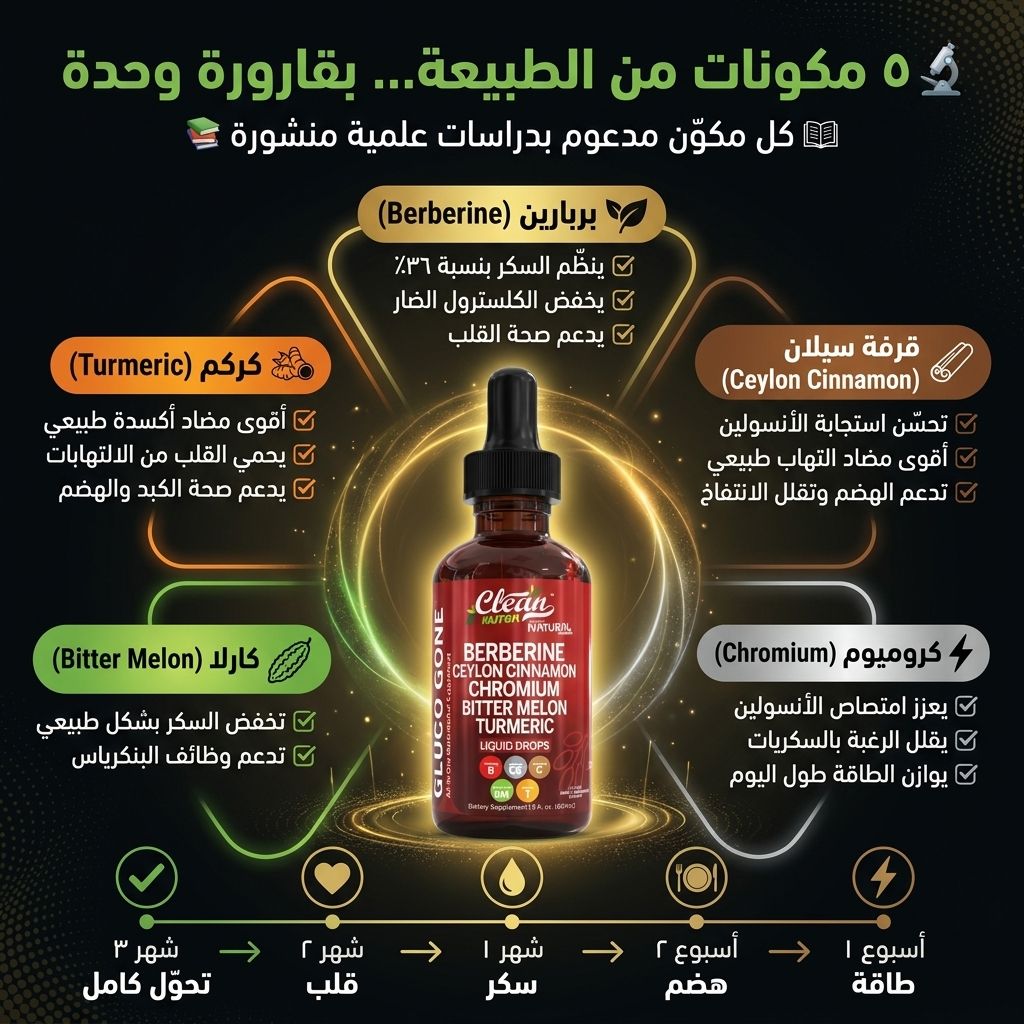 ٥ مكونات من الطبيعة... بقارورة وحدة
كل مكوّن مدعوم بدراسات علمية منشورة
بربارين (Berberine)
ينظّم السكر بنسبة ٣٦٪
يخفض الكلسترول الضار
يدعم صحة القلب
قرفة سيلان
(Ceylon Cinnamon)
تحسّن استجابة الأنسولين
أقوى مضاد التهاب طبيعي
تدعم الهضم وتقلل الانتفاخ
كركم (Turmeric)
أقوى مضاد أكسدة طبيعي
يحمي القلب من الالتهابات
يدعم صحة الكبد والهضم
كروميوم (Chromium)
يعزز امتصاص الأنسولين
يقلل الرغبة بالسكريات
يوازن الطاقة طول اليوم
كارلا (Bitter Melon)
تخفض السكر بشكل طبيعي
تدعم وظائف البنكرياس
Clean
NATURAL
GLUCO GONE
BERBERINE
CEYLON CINNAMON
CHROMIUM
BITTER MELON
TURMERIC
LIQUID DROPS
B
CG
C
DM
T
أسبوع ١
طاقة
أسبوع ٢
هضم
شهر ١
سكر
شهر ٢
قلب
شهر ٣
تحوّل كامل